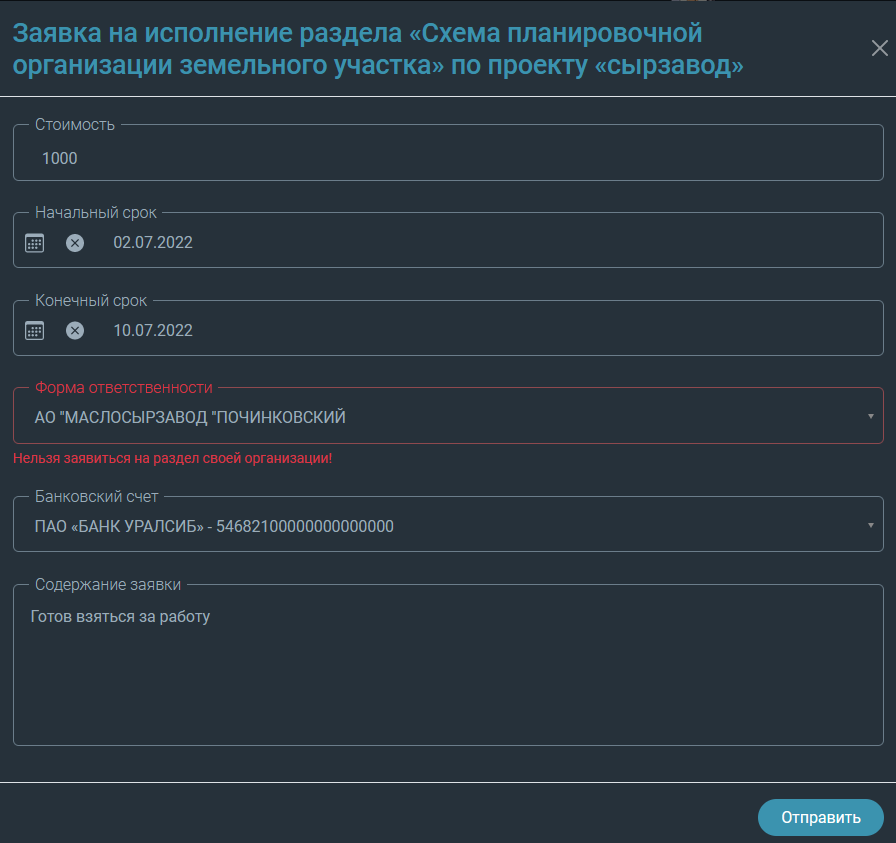 Заявка на исполнение раздела «Схема планировочной
организации земельного участка» по проекту «сырзавод»
Стоимость
1000
Начальный срок
02.07.2022
Конечный срок
10.07.2022
Форма ответственности
АО "МАСЛОСЫРЗАВОД "ПОЧИНКОВСКИЙ
Нельзя заявиться на раздел своей организации!
Банковский счет
ПАО «БАНК УРАЛСИБ» - 54682100000000000000
Содержание заявки
Готов взяться за работу
Отправить